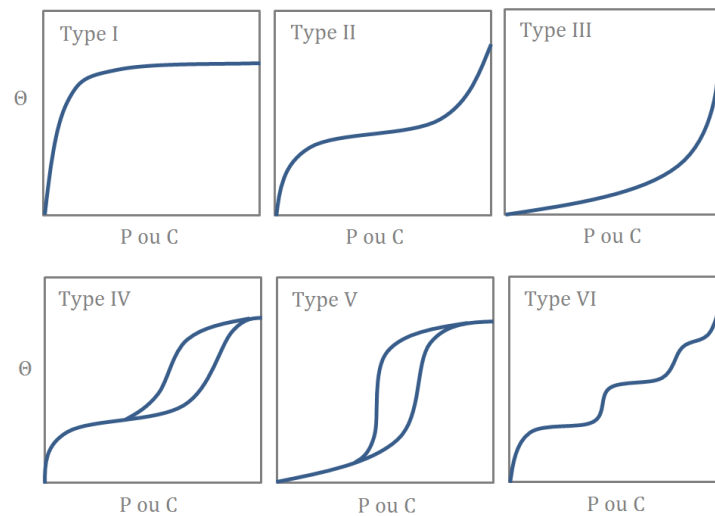 Type I
Type II
Type III
Θ
P ou C
P ou C
P ou C
Type IV
Type V
Type VI
Θ
P ou C
P ou C
P ou C